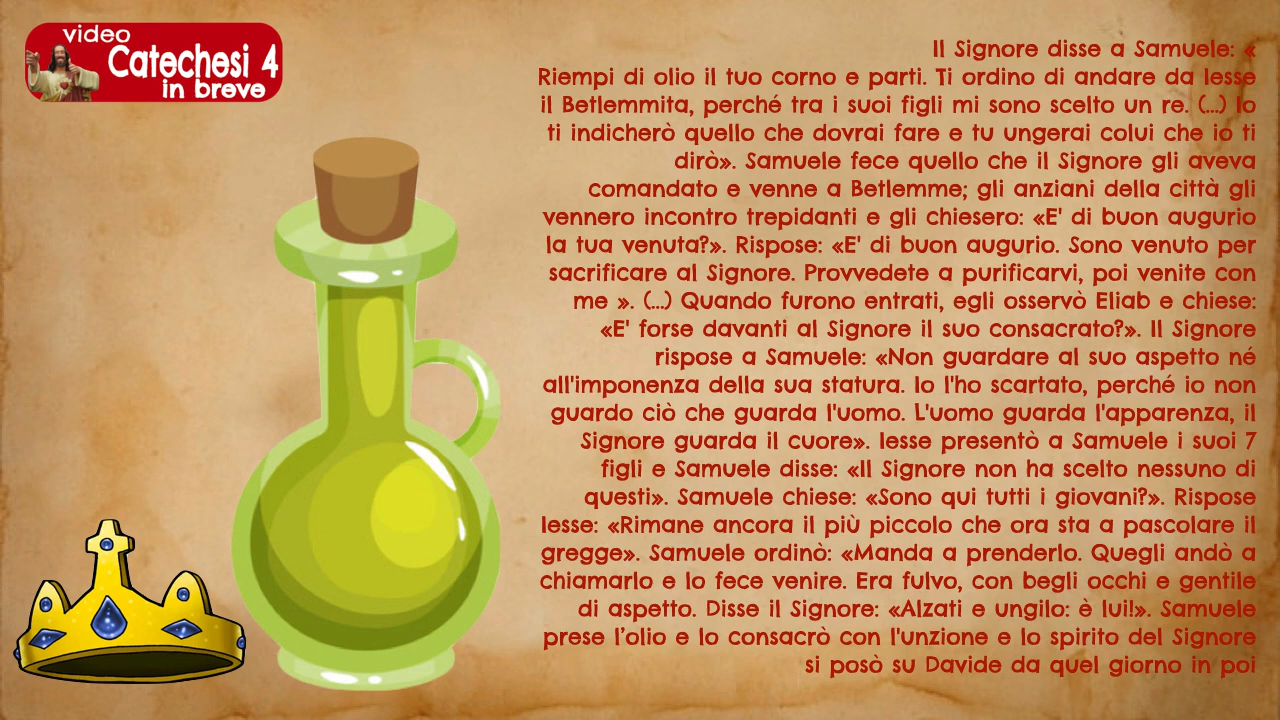 video
Catechesi 4
in breve
Il Signore disse a Samuele: «
Riempi di olio il tuo corno e parti. Ti ordino di andare da Iesse
il Betlemmita, perché tra i suoi figli mi sono scelto un re. (...) Io
ti indicherò quello che dovrai fare e tu ungerai colui che io ti
dirò». Samuele fece quello che il Signore gli aveva
comandato e venne a Betlemme; gli anziani della città gli
vennero incontro trepidanti e gli chiesero: «E' di buon augurio
la tua venuta?». Rispose: «E' di buon augurio. Sono venuto per
sacrificare al Signore. Provvedete a purificarvi, poi venite con
me ». (...) Quando furono entrati, egli osservò Eliab e chiese:
«E' forse davanti al Signore il suo consacrato?». Il Signore
rispose a Samuele: «Non guardare al suo aspetto né
all'imponenza della sua statura. Io l'ho scartato, perché io non
guardo ciò che guarda l'uomo. L'uomo guarda l'apparenza, il
Signore guarda il cuore». Iesse presentò a Samuele i suoi 7
figli e Samuele disse: «Il Signore non ha scelto nessuno di
questi». Samuele chiese: «Sono qui tutti i giovani?». Rispose
Iesse: «Rimane ancora il più piccolo che ora sta a pascolare il
gregge». Samuele ordinò: «Manda a prenderlo. Quegli andò a
chiamarlo e lo fece venire. Era fulvo, con begli occhi e gentile
di aspetto. Disse il Signore: «Alzati e ungilo: è lui!». Samuele
prese l’olio e lo consacrò con l'unzione e lo spirito del Signore
si posò su Davide da quel giorno in poi